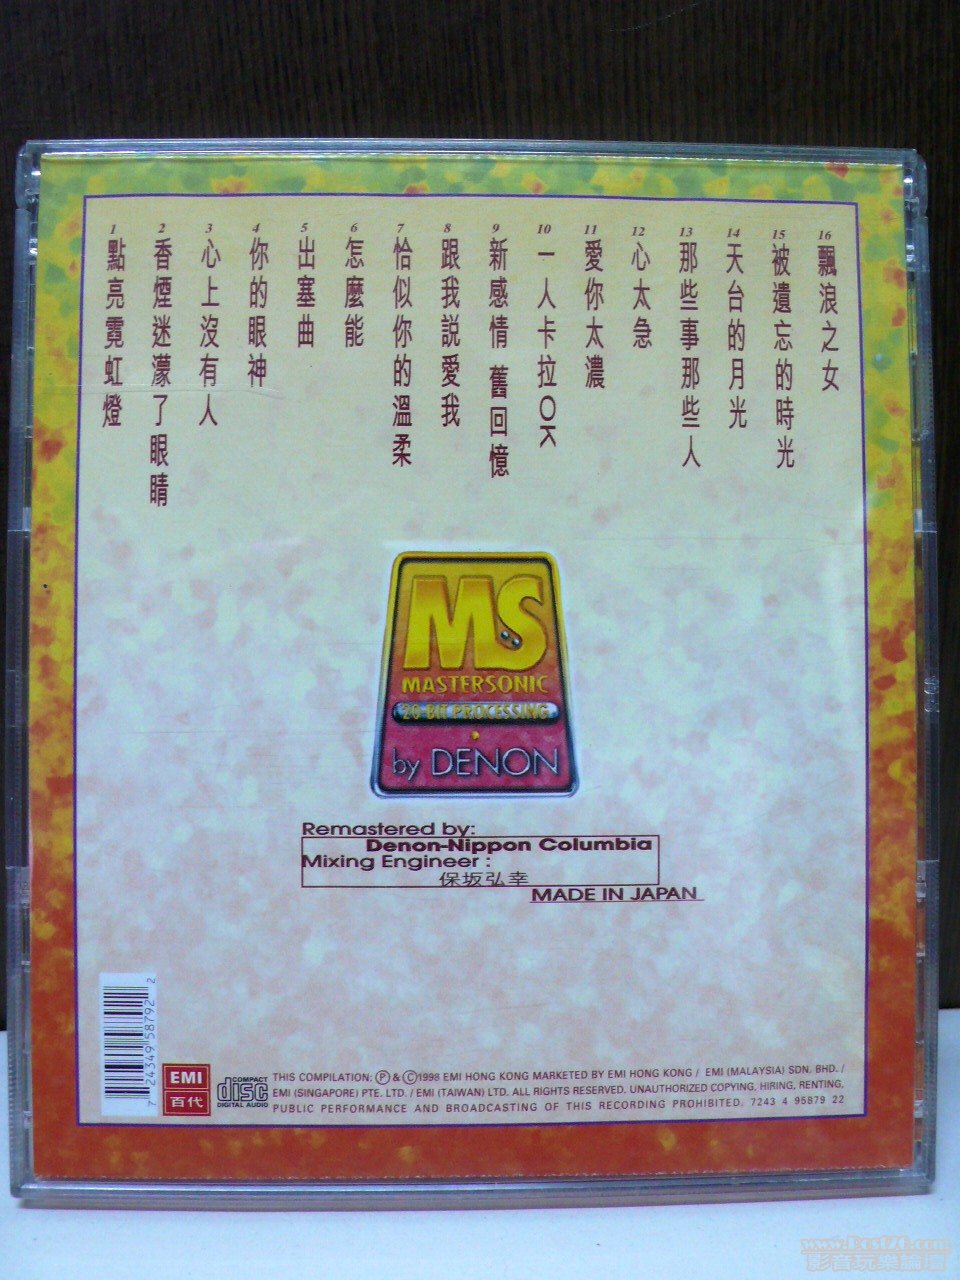 1 點亮霓虹燈
2 香煙迷濛了眼睛
3 心上沒有人
4 你的眼神
5 出塞曲
6 怎麼能
7 恰似你的溫柔
8 跟我說愛我
9 新感情 舊回憶
10 一人卡拉OK
11 愛你太濃
12 心太急
13 那些事那些人
14 天台的月光
15 被遺忘的時光
16 飄浪之女
MS
MASTERSONIC
20-BIT PROCESSING
by DENON
Remastered by:
Denon-Nippon Columbia
Mixing Engineer :
保坂弘幸
MADE IN JAPAN
7 24349 58792 2
EMI
百代
COMPACT
disc
DIGITAL AUDIO
THIS COMPILATION: Ⓟ & Ⓒ 1998 EMI HONG KONG MARKETED BY EMI HONG KONG / EMI (MALAYSIA) SDN. BHD. /
EMI (SINGAPORE) PTE. LTD. / EMI (TAIWAN) LTD. ALL RIGHTS RESERVED. UNAUTHORIZED COPYING, HIRING, RENTING,
PUBLIC PERFORMANCE AND BROADCASTING OF THIS RECORDING PROHIBITED. 7243 4 95879 22
影音玩樂論壇